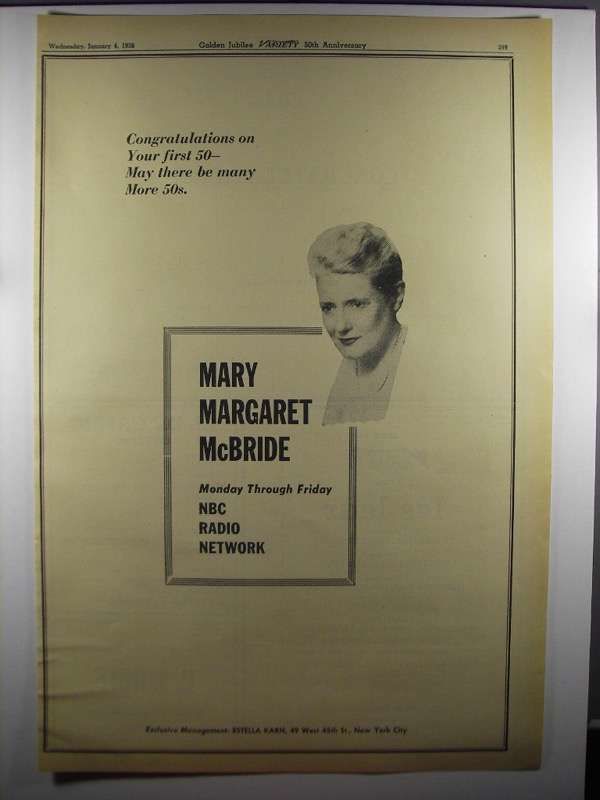 Wednesday, January 4, 1956
Golden Jubilee VARIETY 50th Anniversary
Congratulations on
Your first 50—
May there be many
More 50s.
MARY
MARGARET
McBRIDE
Monday Through Friday
NBC
RADIO
NETWORK
Exclusive Management: ESTELLA KARN, 49 West 45th St., New York City